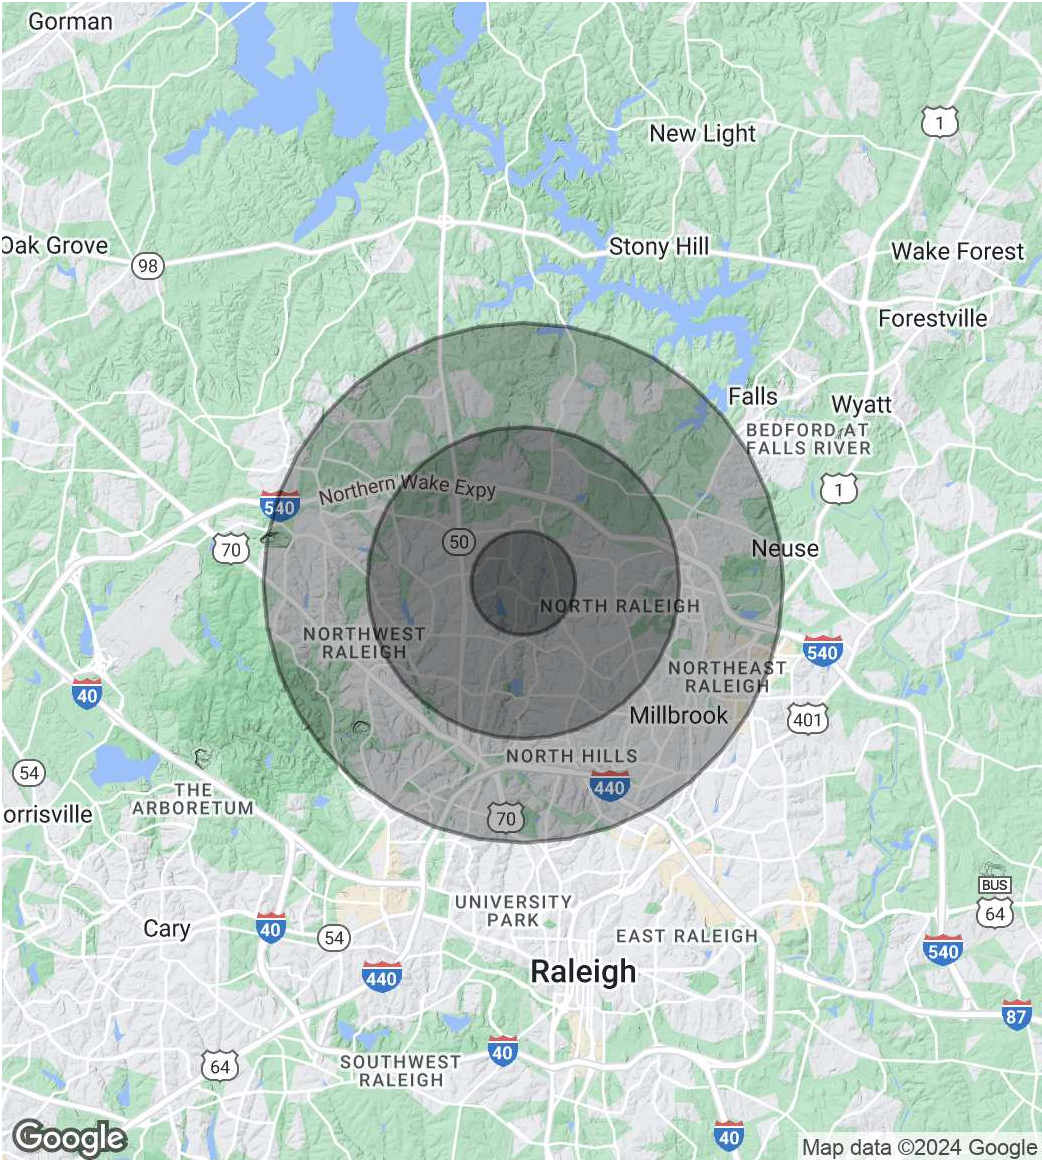 Gorman
1
New Light
Oak Grove
Stony Hill
Wake Forest
98
Forestville
Falls
Wyatt
BEDFORD AT
FALLS RIVER
Northern Wake Expy
1
540
50
70
Neuse
NORTH RALEIGH
NORTHWEST
RALEIGH
540
NORTHEAST
RALEIGH
40
Millbrook
401
NORTH HILLS
54
440
THE
ARBORETUM
orrisville
70
BUS
64
UNIVERSITY
PARK
Cary
40
54
EAST RALEIGH
540
Raleigh
440
87
40
SOUTHWEST
RALEIGH
64
40
Google
Map data ©2024 Google